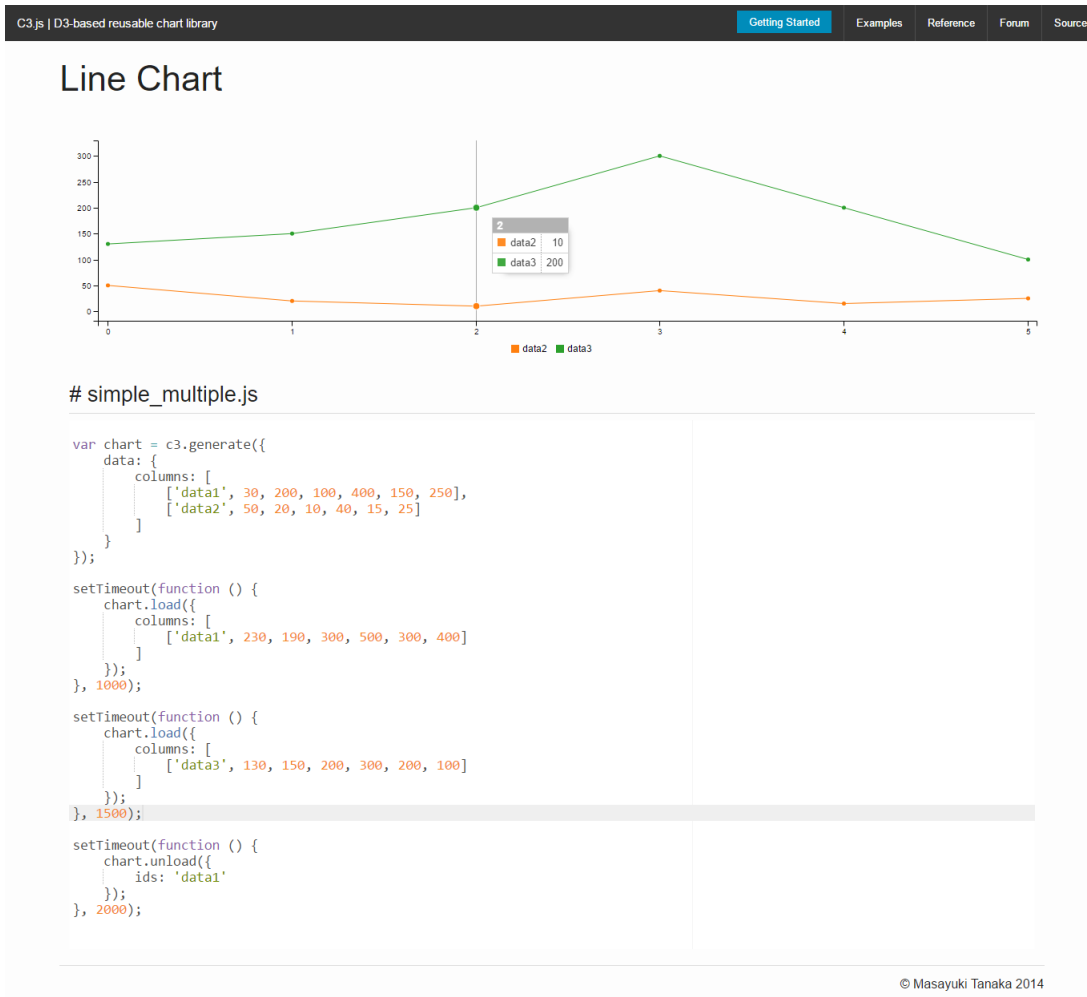 C3.js | D3-based reusable chart library Getting Started Examples Reference Forum Source
Line Chart
300
250
200
150
100
50
0
2
data2 10
data3 200
0 1 2 3 4 5
data2 data3
# simple_multiple.js
var chart = c3.generate({
    data: {
        columns: [
            ['data1', 30, 200, 100, 400, 150, 250],
            ['data2', 50, 20, 10, 40, 15, 25]
        ]
    }
});
setTimeout(function () {
    chart.load({
        columns: [
            ['data1', 230, 190, 300, 500, 300, 400]
        ]
    });
}, 1000);
setTimeout(function () {
    chart.load({
        columns: [
            ['data3', 130, 150, 200, 300, 200, 100]
        ]
    });
}, 1500);
setTimeout(function () {
    chart.unload({
        ids: 'data1'
    });
}, 2000);
© Masayuki Tanaka 2014